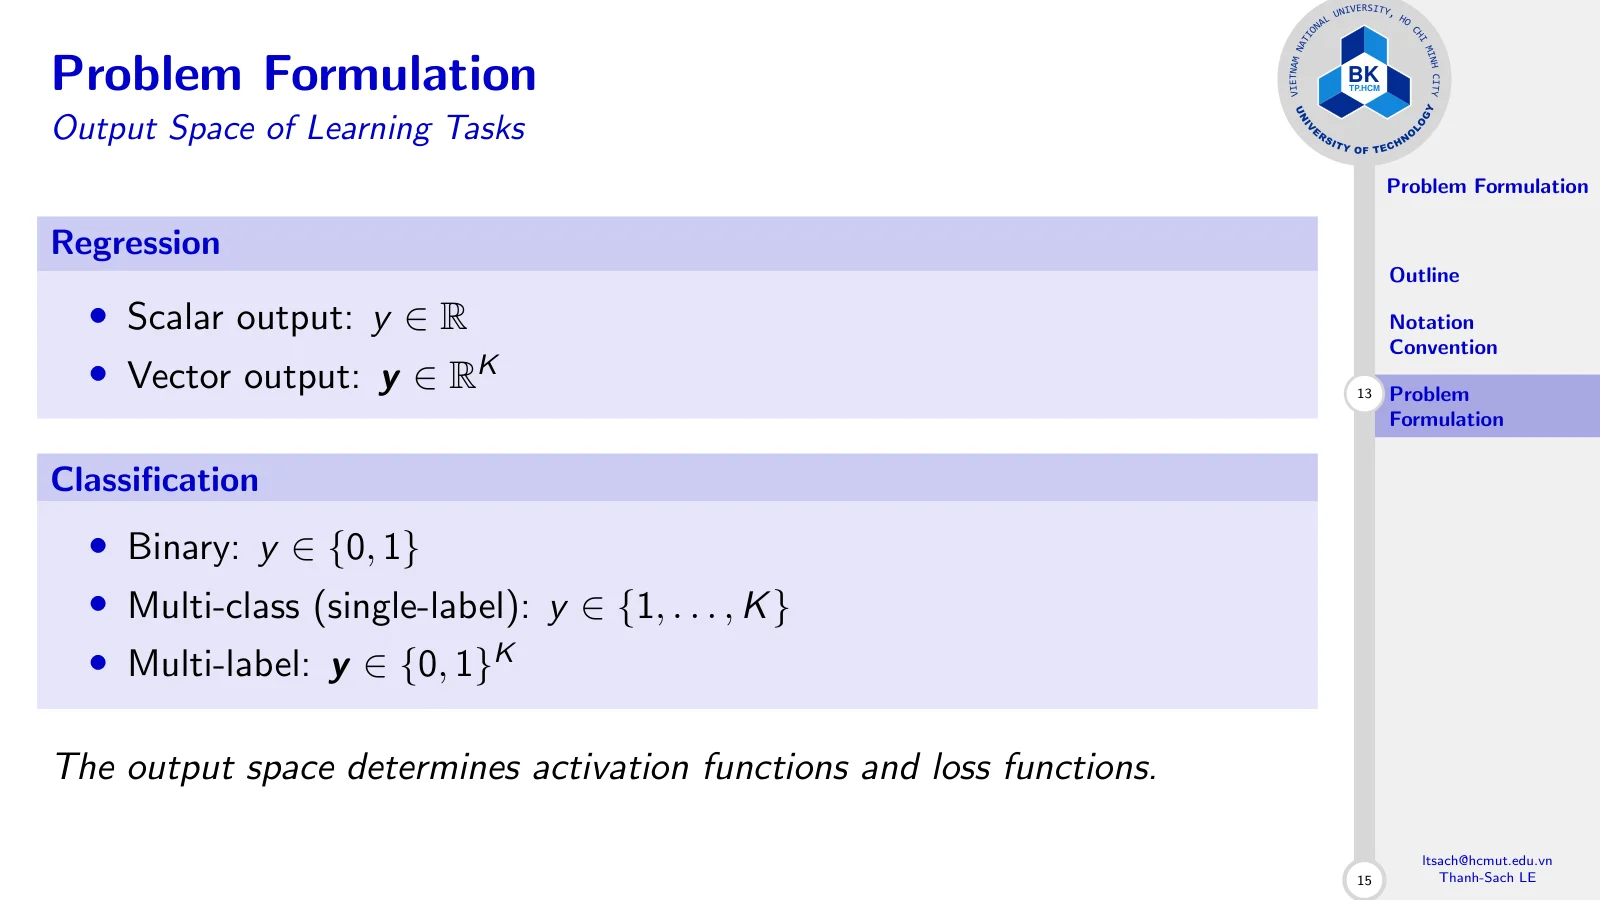 Problem Formulation
Output Space of Learning Tasks
Regression
• Scalar output: y ∈ ℝ
• Vector output: y ∈ ℝ^K
Classification
• Binary: y ∈ {0, 1}
• Multi-class (single-label): y ∈ {1, . . . , K}
• Multi-label: y ∈ {0, 1}^K
The output space determines activation functions and loss functions.
VIETNAM NATIONAL UNIVERSITY, HO CHI MINH CITY
BK
TP.HCM
UNIVERSITY OF TECHNOLOGY
Problem Formulation
Outline
Notation
Convention
13
Problem
Formulation
15
ltsach@hcmut.edu.vn
Thanh-Sach LE